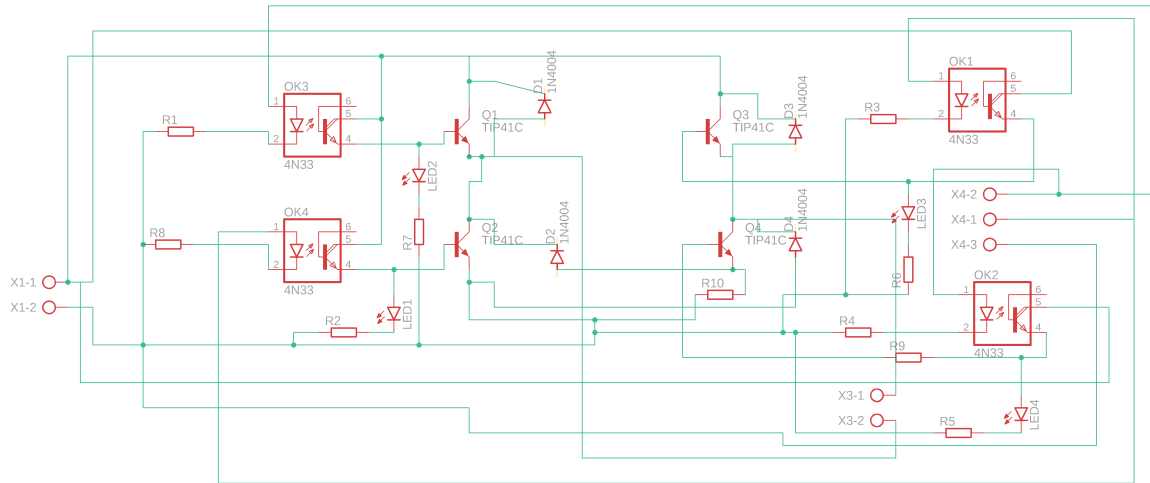 OK3
1
2
6
5
4
4N33
R1
Q1
TIP41C
D1
1N4004
Q3
TIP41C
D3
1N4004
OK1
1
2
6
5
4
4N33
R3
LED2
X4-2
X4-1
X4-3
LED3
OK4
1
2
6
5
4
4N33
R8
R7
Q2
TIP41C
D2
1N4004
Q4
TIP41C
D4
1N4004
R6
X1-1
X1-2
R10
OK2
1
2
6
5
4
4N33
LED1
R2
R4
R9
X3-1
X3-2
R5
LED4